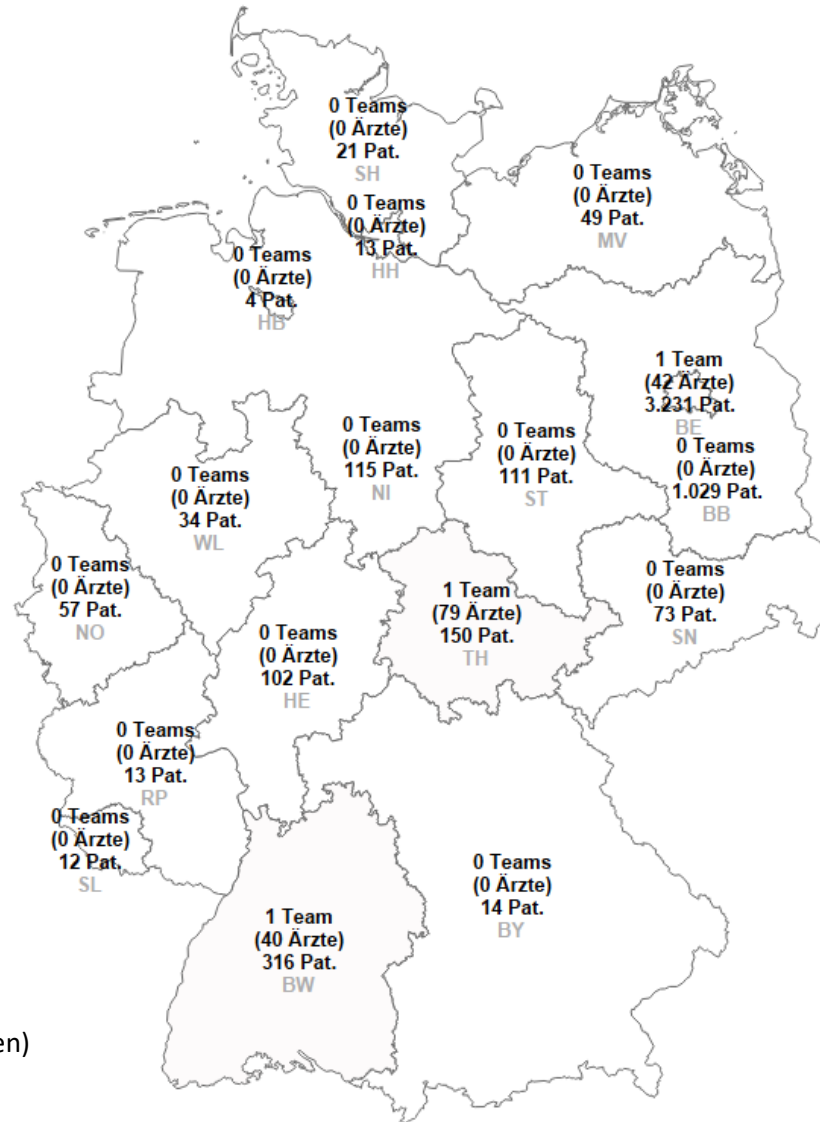 0 Teams
(0 Ärzte)
21 Pat.
SH
0 Teams
(0 Ärzte)
49 Pat.
MV
0 Teams
(0 Ärzte)
13 Pat.
HH
0 Teams
(0 Ärzte)
4 Pat.
HB
1 Team
(42 Ärzte)
3.231 Pat.
BE
0 Teams
(0 Ärzte)
115 Pat.
NI
0 Teams
(0 Ärzte)
111 Pat.
ST
0 Teams
(0 Ärzte)
1.029 Pat.
BB
0 Teams
(0 Ärzte)
34 Pat.
WL
0 Teams
(0 Ärzte)
57 Pat.
NO
0 Teams
(0 Ärzte)
73 Pat.
SN
1 Team
(79 Ärzte)
150 Pat.
TH
0 Teams
(0 Ärzte)
102 Pat.
HE
0 Teams
(0 Ärzte)
13 Pat.
RP
0 Teams
(0 Ärzte)
12 Pat.
SL
0 Teams
(0 Ärzte)
14 Pat.
BY
1 Team
(40 Ärzte)
316 Pat.
BW
en)